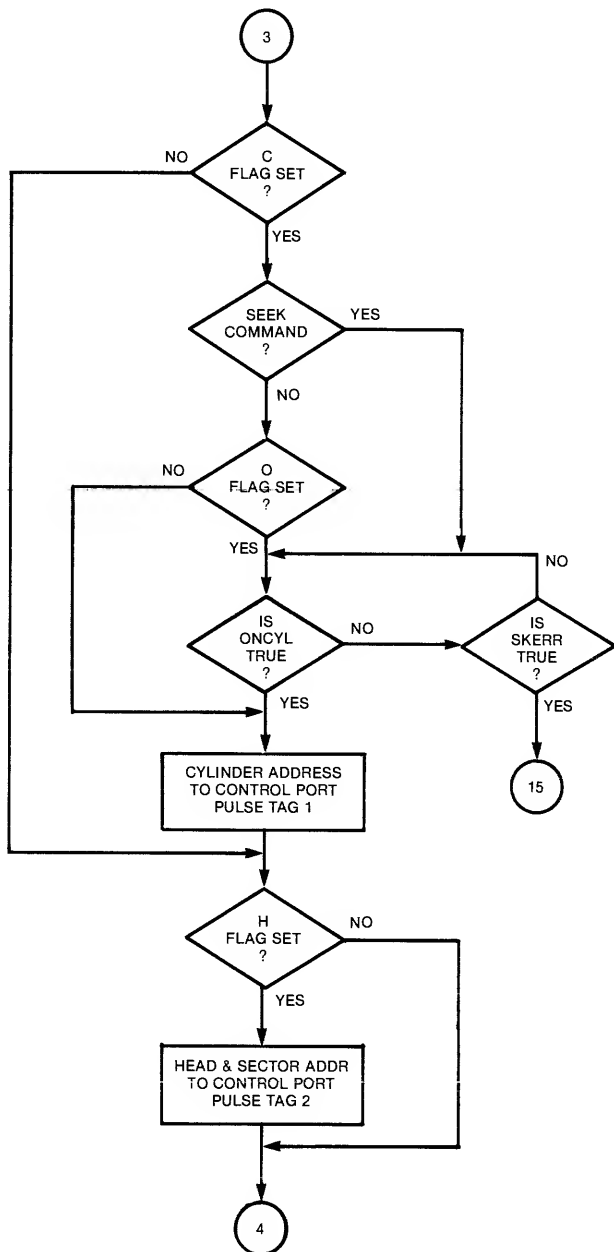 3
NO
C
FLAG SET
?
YES
SEEK
COMMAND
?
YES
NO
NO
O
FLAG SET
?
YES
NO
IS
ONCYL
TRUE
?
NO
IS
SKERR
TRUE
?
YES
YES
CYLINDER ADDRESS
TO CONTROL PORT
PULSE TAG 1
15
H
FLAG SET
?
NO
YES
HEAD & SECTOR ADDR
TO CONTROL PORT
PULSE TAG 2
4